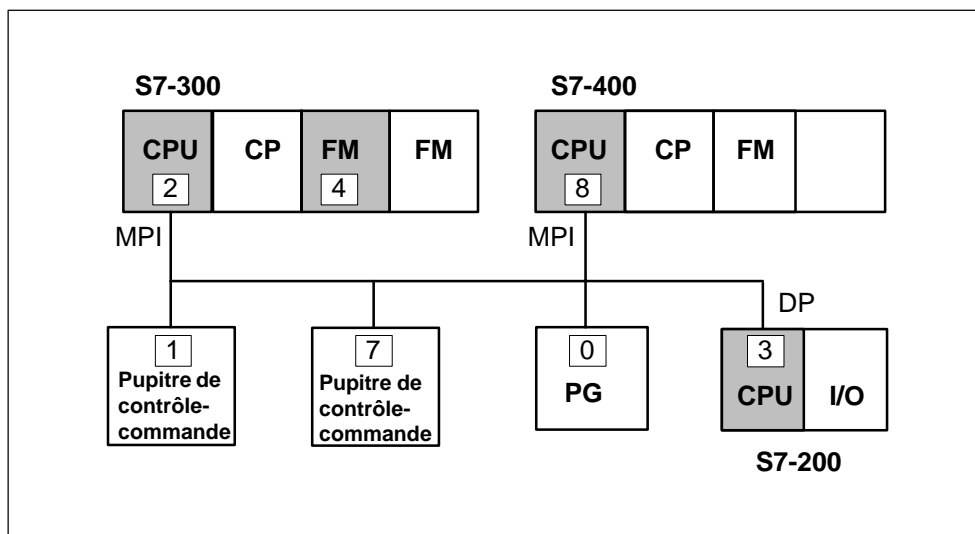 S7-300
S7-400
CPU CP FM FM
2 4
CPU CP FM
8
MPI
MPI
DP
1
Pupitre de
contrôle-
commande
7
Pupitre de
contrôle-
commande
0
PG
3
CPU I/O
S7-200